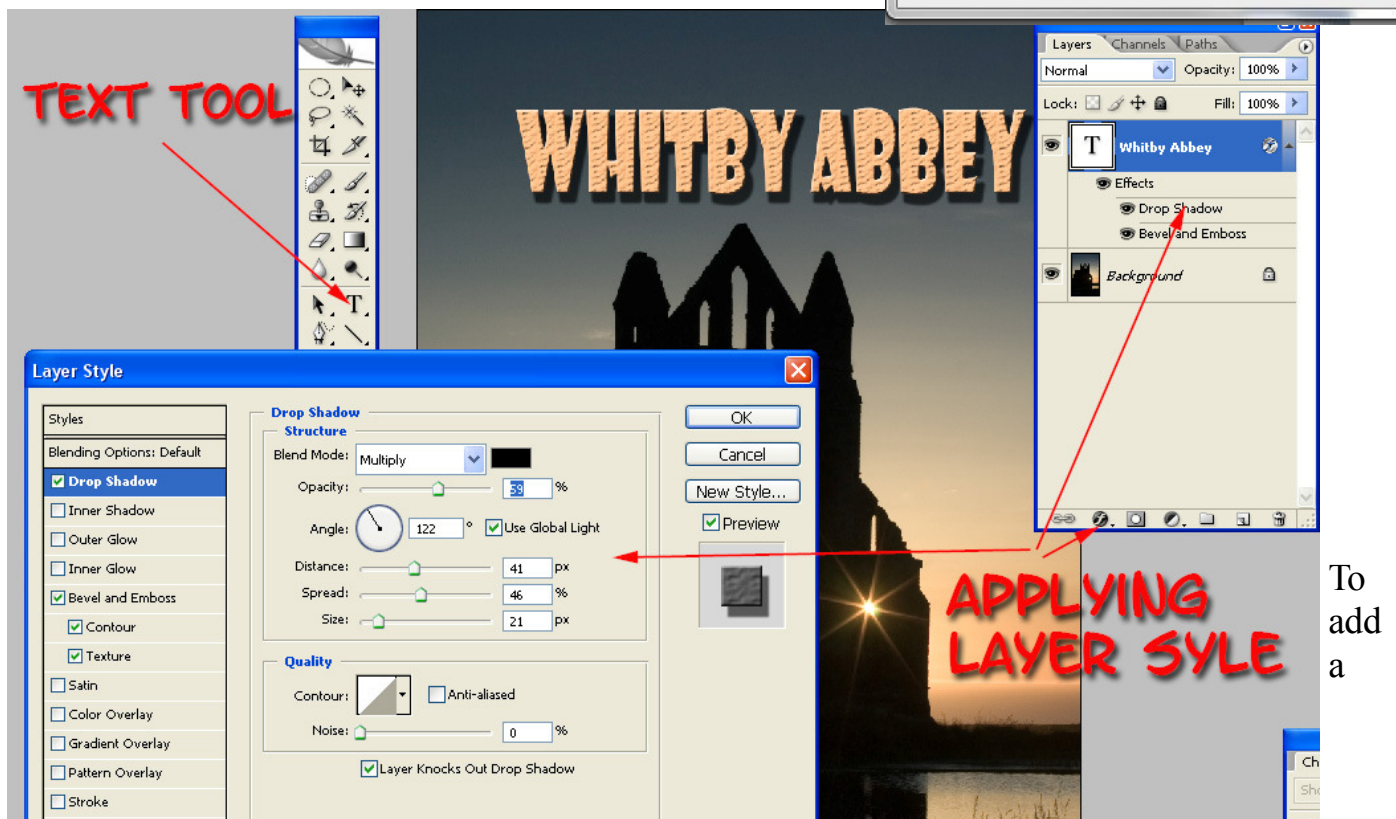 TEXT TOOL
WHITBY ABBEY
Layers Channels Paths
Normal Opacity: 100%
Lock: Fill: 100%
T Whitby Abbey
Effects
Drop Shadow
Bevel and Emboss
Background
T
Layer Style
Styles
Blending Options: Default
Drop Shadow
Inner Shadow
Outer Glow
Inner Glow
Bevel and Emboss
Contour
Texture
Satin
Color Overlay
Gradient Overlay
Pattern Overlay
Stroke
Drop Shadow
Structure
Blend Mode: Multiply
Opacity: 59 %
Angle: 122 ° Use Global Light
Distance: 41 px
Spread: 46 %
Size: 21 px
Quality
Contour: Anti-aliased
Noise: 0 %
Layer Knocks Out Drop Shadow
OK
Cancel
New Style...
Preview
APPLYING
LAYER SYLE
To
add
a
Ch
Sho